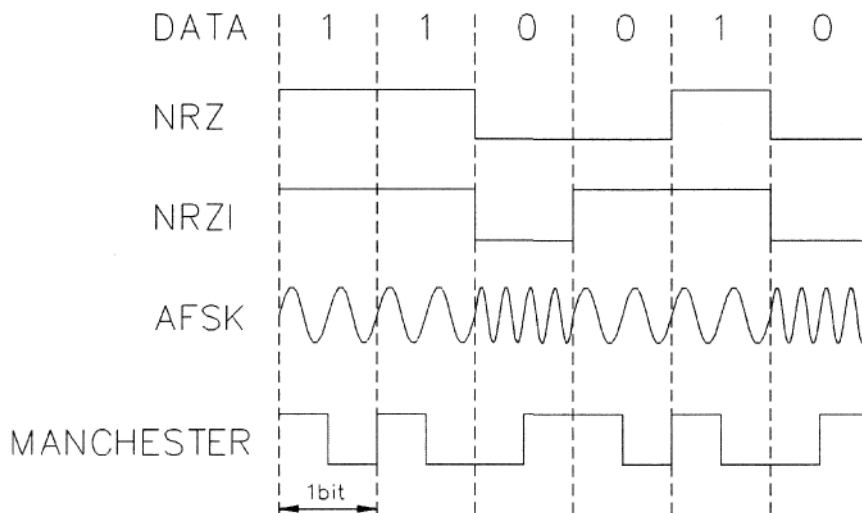 DATA 1 1 0 0 1 0
NRZ
NRZI
AFSK
MANCHESTER
1bit